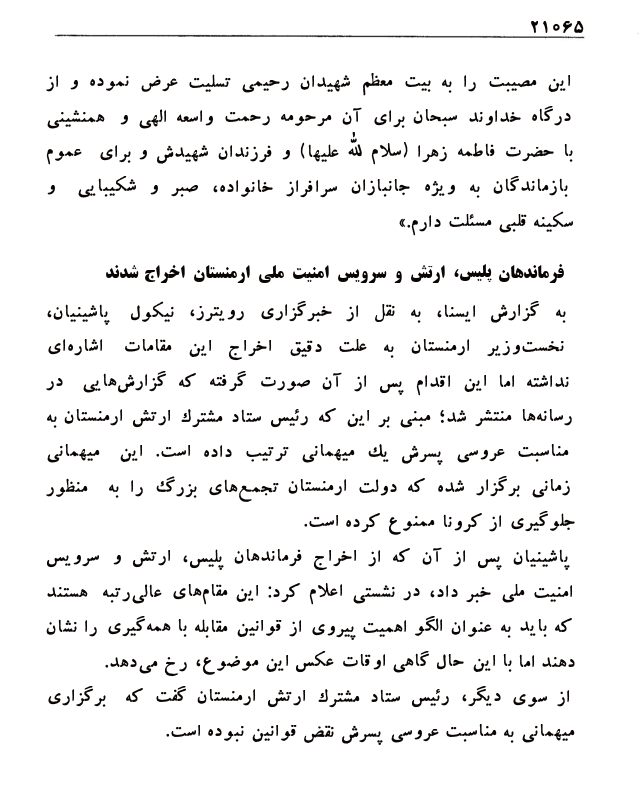 ۲۱۰۶۵
این مصیبت را به بیت معظم شهیدان رحیمی تسلیت عرض نموده و از
درگاه خداوند سبحان برای آن مرحومه رحمت واسعه الهی و همنشینی
با حضرت فاطمه زهرا (سلام لله علیها) و فرزندان شهیدش و برای عموم
بازماندگان به ویژه جانبازان سرافراز خانواده، صبر و شکیبایی و
سکینه قلبی مسئلت دارم.»
فرماندهان پلیس، ارتش و سرویس امنیت ملی ارمنستان اخراج شدند
به گزارش ایسنا، به نقل از خبرگزاری رویترز، نیکول پاشینیان،
نخست‌وزیر ارمنستان به علت دقیق اخراج این مقامات اشاره‌ای
نداشته اما این اقدام پس از آن صورت گرفته که گزارش‌هایی در
رسانه‌ها منتشر شد؛ مبنی بر این که رئیس ستاد مشترك ارتش ارمنستان به
مناسبت عروسی پسرش یك میهمانی ترتیب داده است. این میهمانی
زمانی برگزار شده که دولت ارمنستان تجمع‌های بزرگ را به منظور
جلوگیری از کرونا ممنوع کرده است.
پاشینیان پس از آن که از اخراج فرماندهان پلیس، ارتش و سرویس
امنیت ملی خبر داد، در نشستی اعلام کرد: این مقام‌های عالی‌رتبه هستند
که باید به عنوان الگو اهمیت پیروی از قوانین مقابله با همه‌گیری را نشان
دهند اما با این حال گاهی اوقات عکس این موضوع، رخ می‌دهد.
از سوی دیگر، رئیس ستاد مشترك ارتش ارمنستان گفت که برگزاری
میهمانی به مناسبت عروسی پسرش نقض قوانین نبوده است.